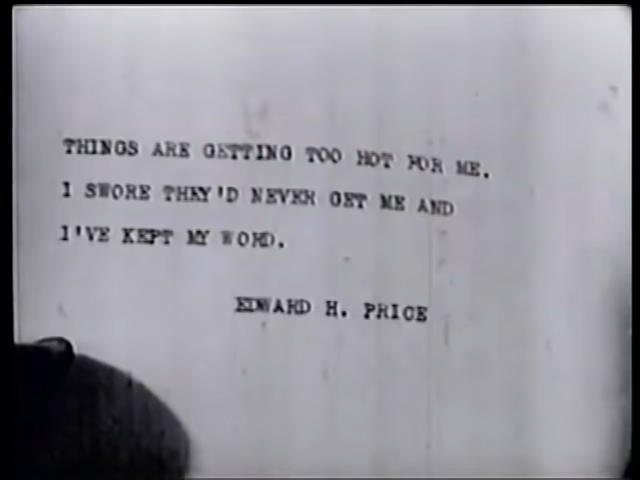 THINGS ARE GETTING TOO HOT FOR ME.
I SWORE THEY'D NEVER GET ME AND
I'VE KEPT MY WORD.
EDWARD H. PRICE